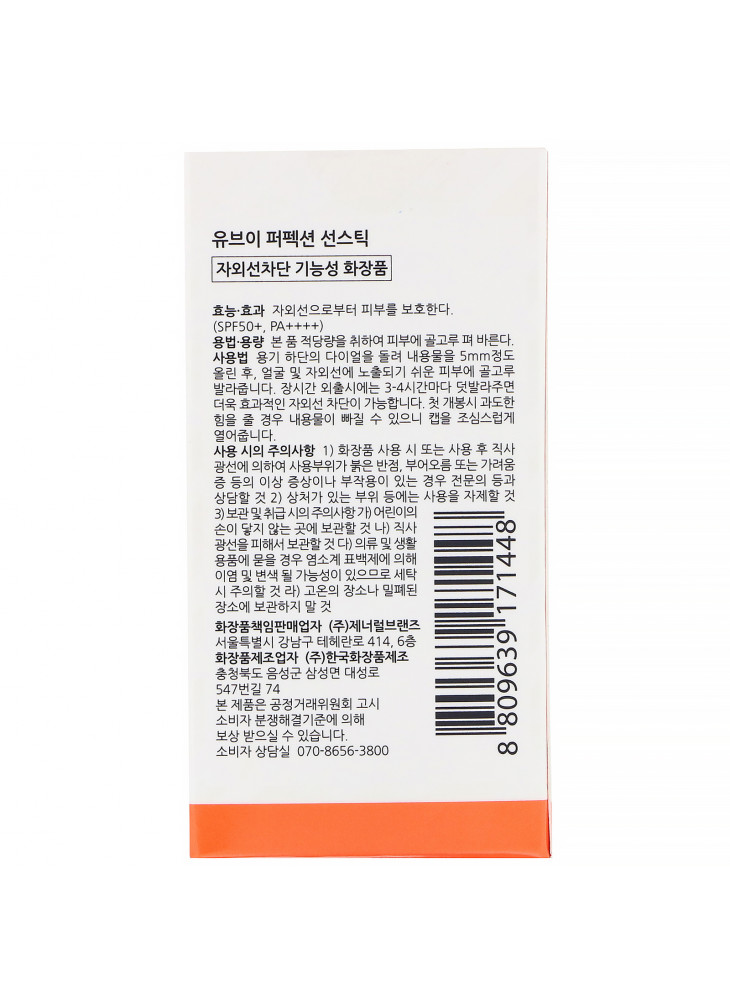 유브이 퍼펙션 선스틱
자외선차단 기능성 화장품
효능·효과 자외선으로부터 피부를 보호한다.
(SPF50+, PA++++)
용법·용량 본 품 적당량을 취하여 피부에 골고루 펴 바른다.
사용법 용기 하단의 다이얼을 돌려 내용물을 5mm정도
올린 후, 얼굴 및 자외선에 노출되기 쉬운 피부에 골고루
발라줍니다. 장시간 외출시에는 3-4시간마다 덧발라주면
더욱 효과적인 자외선 차단이 가능합니다. 첫 개봉시 과도한
힘을 줄 경우 내용물이 빠질 수 있으니 캡을 조심스럽게
열어줍니다.
사용 시의 주의사항 1) 화장품 사용 시 또는 사용 후 직사
광선에 의하여 사용부위가 붉은 반점, 부어오름 또는 가려움
증 등의 이상 증상이나 부작용이 있는 경우 전문의 등과
상담할 것 2) 상처가 있는 부위 등에는 사용을 자제할 것
3) 보관 및 취급 시의 주의사항 가) 어린이의
손이 닿지 않는 곳에 보관할 것 나) 직사
광선을 피해서 보관할 것 다) 의류 및 생활
용품에 묻을 경우 염소계 표백제에 의해
이염 및 변색 될 가능성이 있으므로 세탁
시 주의할 것 라) 고온의 장소나 밀폐된
장소에 보관하지 말 것
화장품책임판매업자 (주)제너럴브랜즈
서울특별시 강남구 테헤란로 414, 6층
화장품제조업자 (주)한국화장품제조
충청북도 음성군 삼성면 대성로
547번길 74
본 제품은 공정거래위원회 고시
소비자 분쟁해결기준에 의해
보상 받으실 수 있습니다.
소비자 상담실 070-8656-3800
8 809639 171448